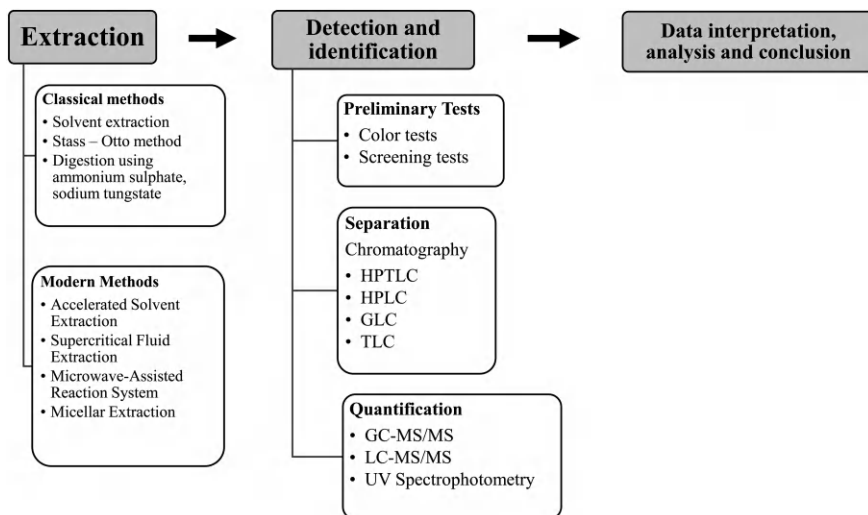 Extraction
Classical methods
• Solvent extraction
• Stass – Otto method
• Digestion using
ammonium sulphate,
sodium tungstate
Modern Methods
• Accelerated Solvent
Extraction
• Supercritical Fluid
Extraction
• Microwave-Assisted
Reaction System
• Micellar Extraction
Detection and
identification
Preliminary Tests
• Color tests
• Screening tests
Separation
Chromatography
• HPTLC
• HPLC
• GLC
• TLC
Quantification
• GC-MS/MS
• LC-MS/MS
• UV Spectrophotometry
Data interpretation,
analysis and conclusion